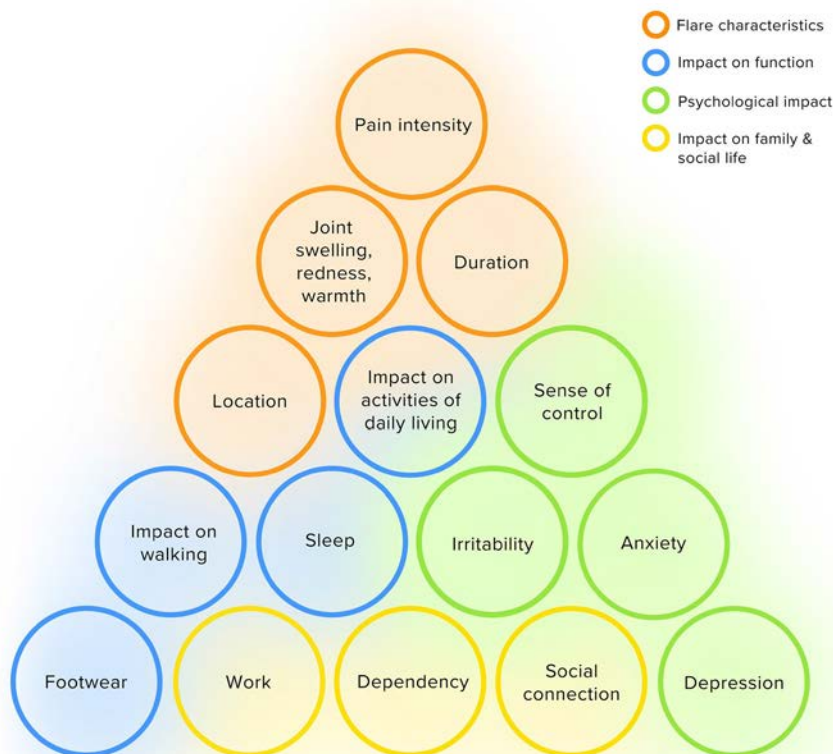 Flare characteristics
Impact on function
Psychological impact
Impact on family &
social life
Pain intensity
Joint
swelling,
redness,
warmth
Duration
Location
Impact on
activities of
daily living
Sense of
control
Impact on
walking
Sleep
Irritability
Anxiety
Footwear
Work
Dependency
Social
connection
Depression